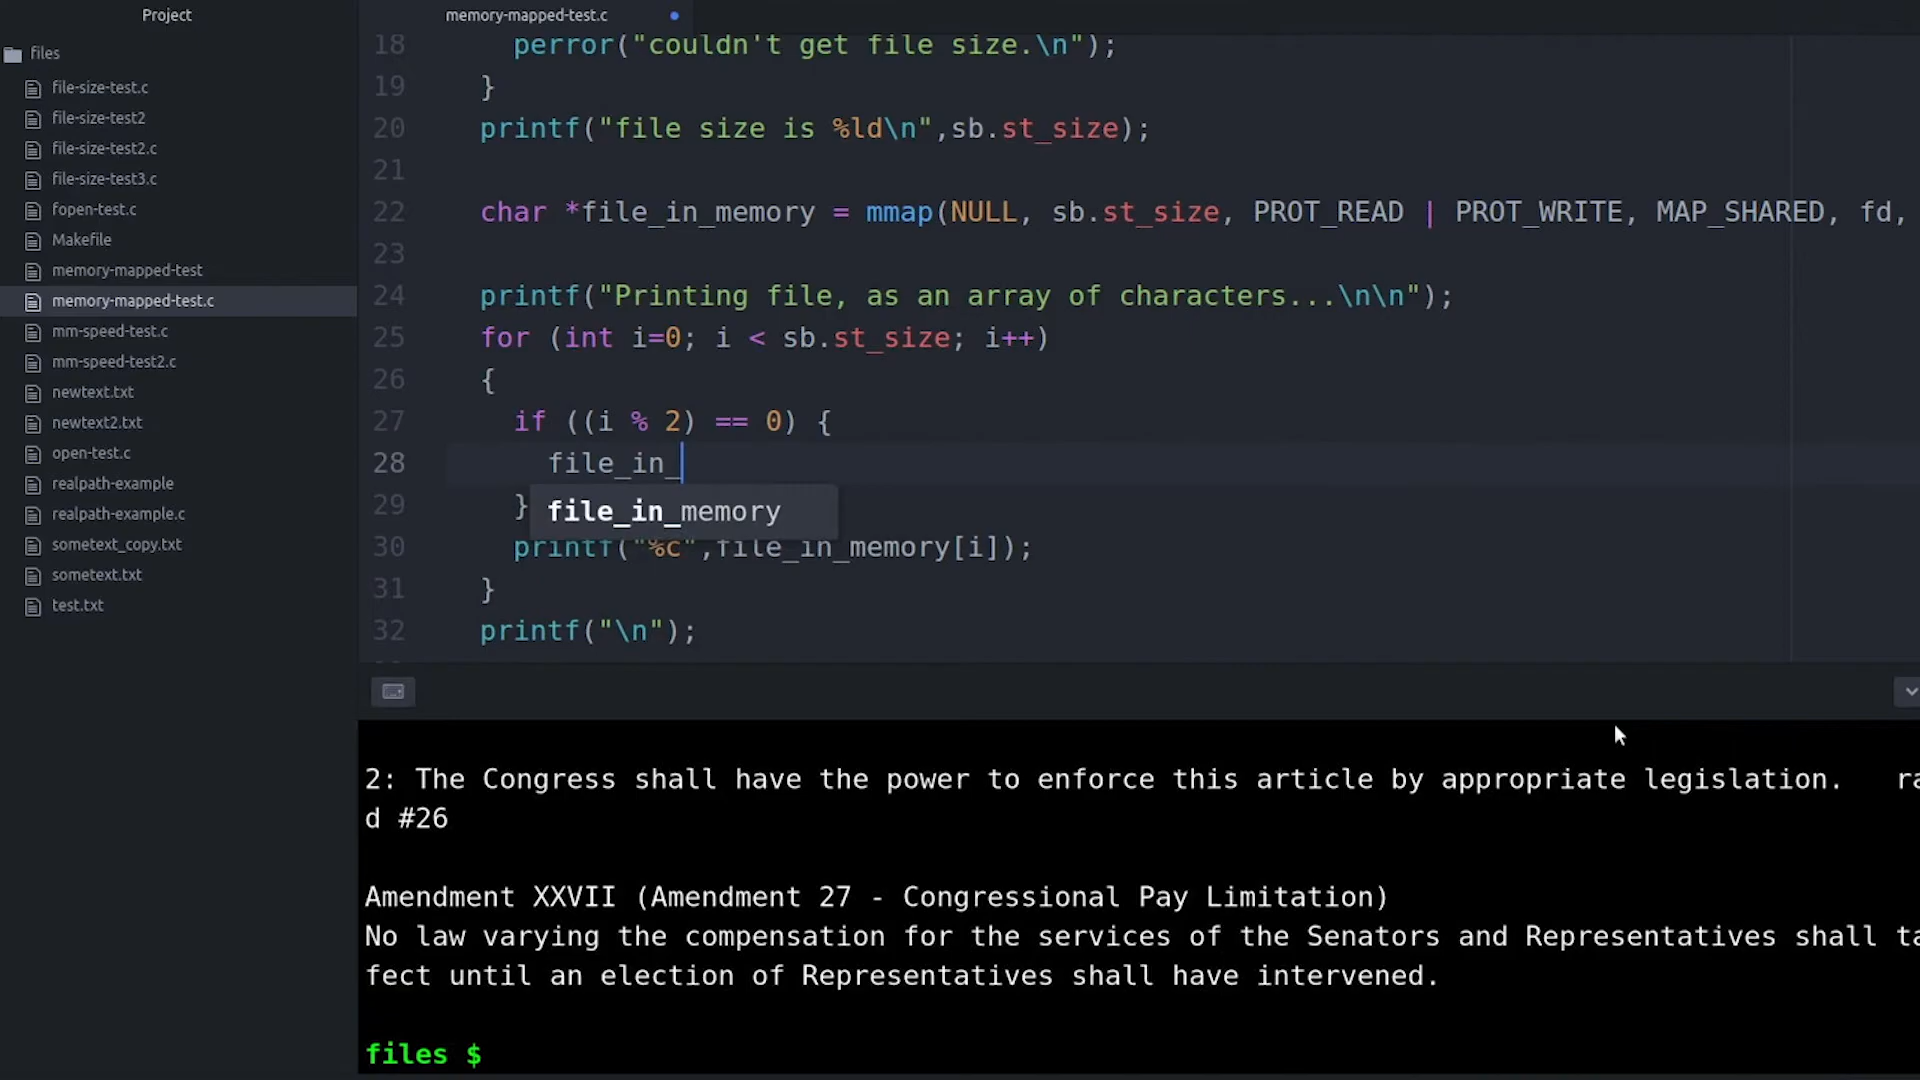 Project
files
file-size-test.c
file-size-test2
file-size-test2.c
file-size-test3.c
fopen-test.c
Makefile
memory-mapped-test
memory-mapped-test.c
mm-speed-test.c
mm-speed-test2.c
newtext.txt
newtext2.txt
open-test.c
realpath-example
realpath-example.c
sometext_copy.txt
sometext.txt
test.txt
memory-mapped-test.c
18 perror("couldn't get file size.\n");
19 }
20 printf("file size is %ld\n",sb.st_size);
21
22 char *file_in_memory = mmap(NULL, sb.st_size, PROT_READ | PROT_WRITE, MAP_SHARED, fd,
23
24 printf("Printing file, as an array of characters...\n\n");
25 for (int i=0; i < sb.st_size; i++)
26 {
27 if ((i % 2) == 0) {
28 file_in_
29 }
file_in_memory
30 printf("%c",file_in_memory[i]);
31 }
32 printf("\n");
2: The Congress shall have the power to enforce this article by appropriate legislation. ra
d #26
Amendment XXVII (Amendment 27 - Congressional Pay Limitation)
No law varying the compensation for the services of the Senators and Representatives shall ta
fect until an election of Representatives shall have intervened.
files $